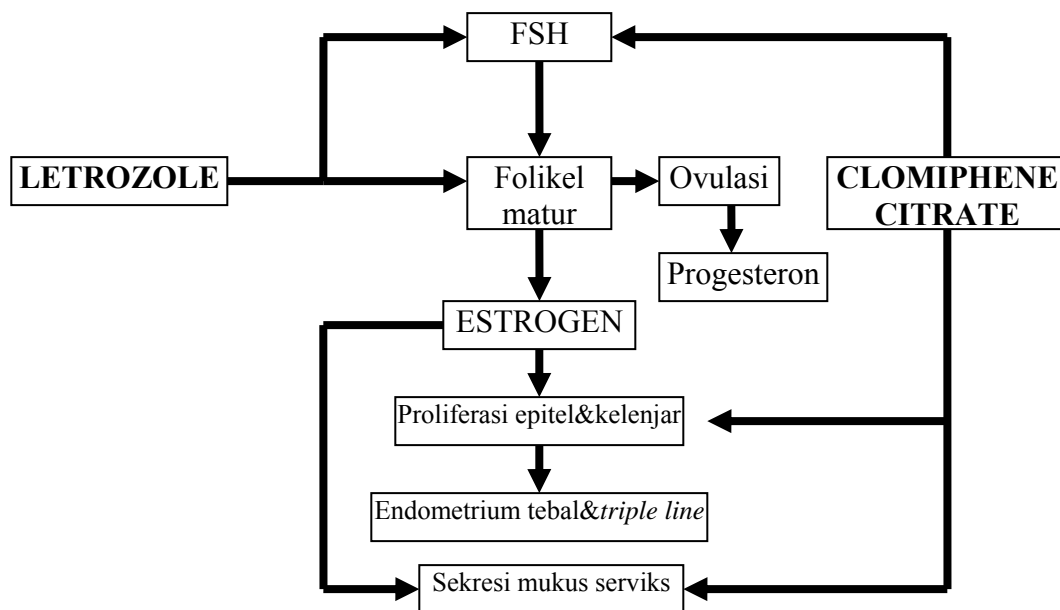 FSH
LETROZOLE
Folikel
matur
Ovulasi
CLOMIPHENE
CITRATE
Progesteron
ESTROGEN
Proliferasi epitel&kelenjar
Endometrium tebal&triple line
Sekresi mukus serviks